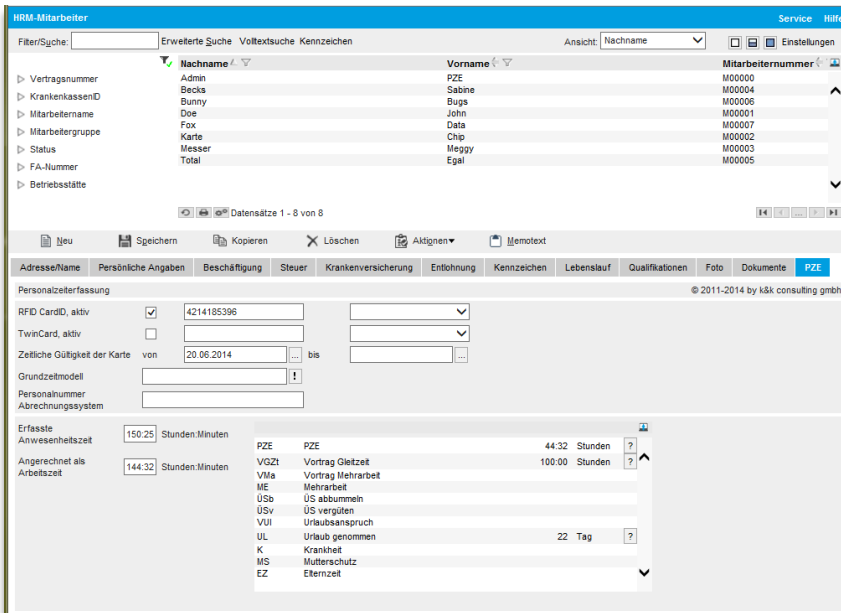 HRM-Mitarbeiter Service Hilfe
Filter/Suche: Erweiterte Suche Volltextsuche Kennzeichen Ansicht: Nachname Einstellungen
Nachname Vorname Mitarbeiternummer
Admin PZE M00000
Becks Sabine M00004
Bunny Bugs M00006
Doe John M00001
Fox Data M00007
Karte Chip M00002
Messer Meggy M00003
Total Egal M00005
Vertragsnummer
KrankenkassenID
Mitarbeitername
Mitarbeitergruppe
Status
FA-Nummer
Betriebsstätte
Datensätze 1 - 8 von 8 ...
Neu Speichern Kopieren Löschen Aktionen Memotext
Adresse/Name Persönliche Angaben Beschäftigung Steuer Krankenversicherung Entlohnung Kennzeichen Lebenslauf Qualifikationen Foto Dokumente PZE
Personalzeiterfassung © 2011-2014 by k&k consulting gmbh
RFID CardID, aktiv 4214185396
TwinCard, aktiv
Zeitliche Gültigkeit der Karte von 20.06.2014 ... bis ...
Grundzeitmodell !
Personalnummer
Abrechnungssystem
Erfasste
Anwesenheitszeit 150:25 Stunden:Minuten
Angerechnet als
Arbeitszeit 144:32 Stunden:Minuten
PZE PZE 44:32 Stunden ?
VGZt Vortrag Gleitzeit 100:00 Stunden ?
VMa Vortrag Mehrarbeit
ME Mehrarbeit
ÜSb ÜS abbummeln
ÜSv ÜS vergüten
VUI Urlaubsanspruch
UL Urlaub genommen 22 Tag ?
K Krankheit
MS Mutterschutz
EZ Elternzeit